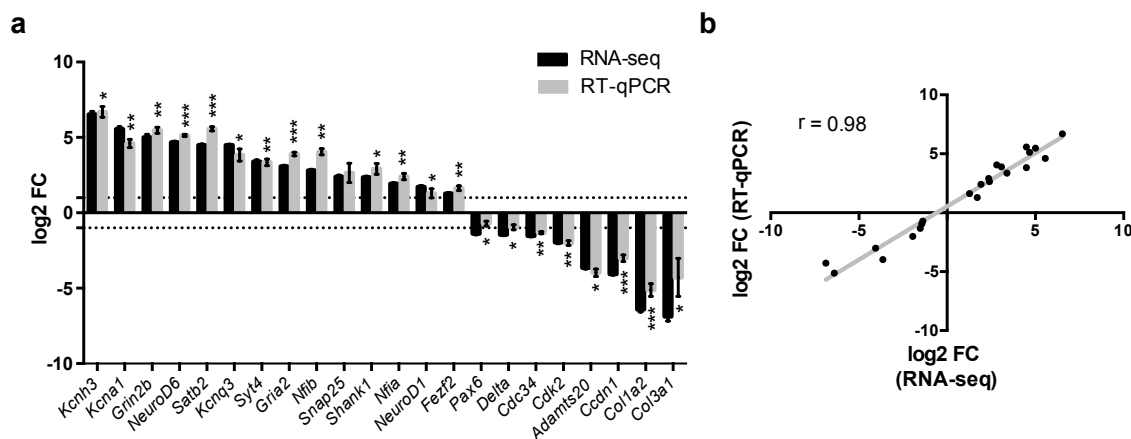 a
10
5
0
-5
-10
log2 FC
RNA-seq
RT-qPCR
*
**
**
***
***
*
**
***
**
*
**
*
**
*
*
**
**
*
***
***
*
Kcnh3
Kcna1
Grin2b
NeuroD6
Satb2
Kcnq3
Syt4
Gria2
Nfib
Snap25
Shank1
Nfia
NeuroD1
Fezf2
Pax6
Delta
Cdc34
Cdk2
Adamts20
Ccdn1
Col1a2
Col3a1
b
r = 0.98
10
5
-5
-10
-10
-5
5
10
log2 FC (RT-qPCR)
log2 FC
(RNA-seq)